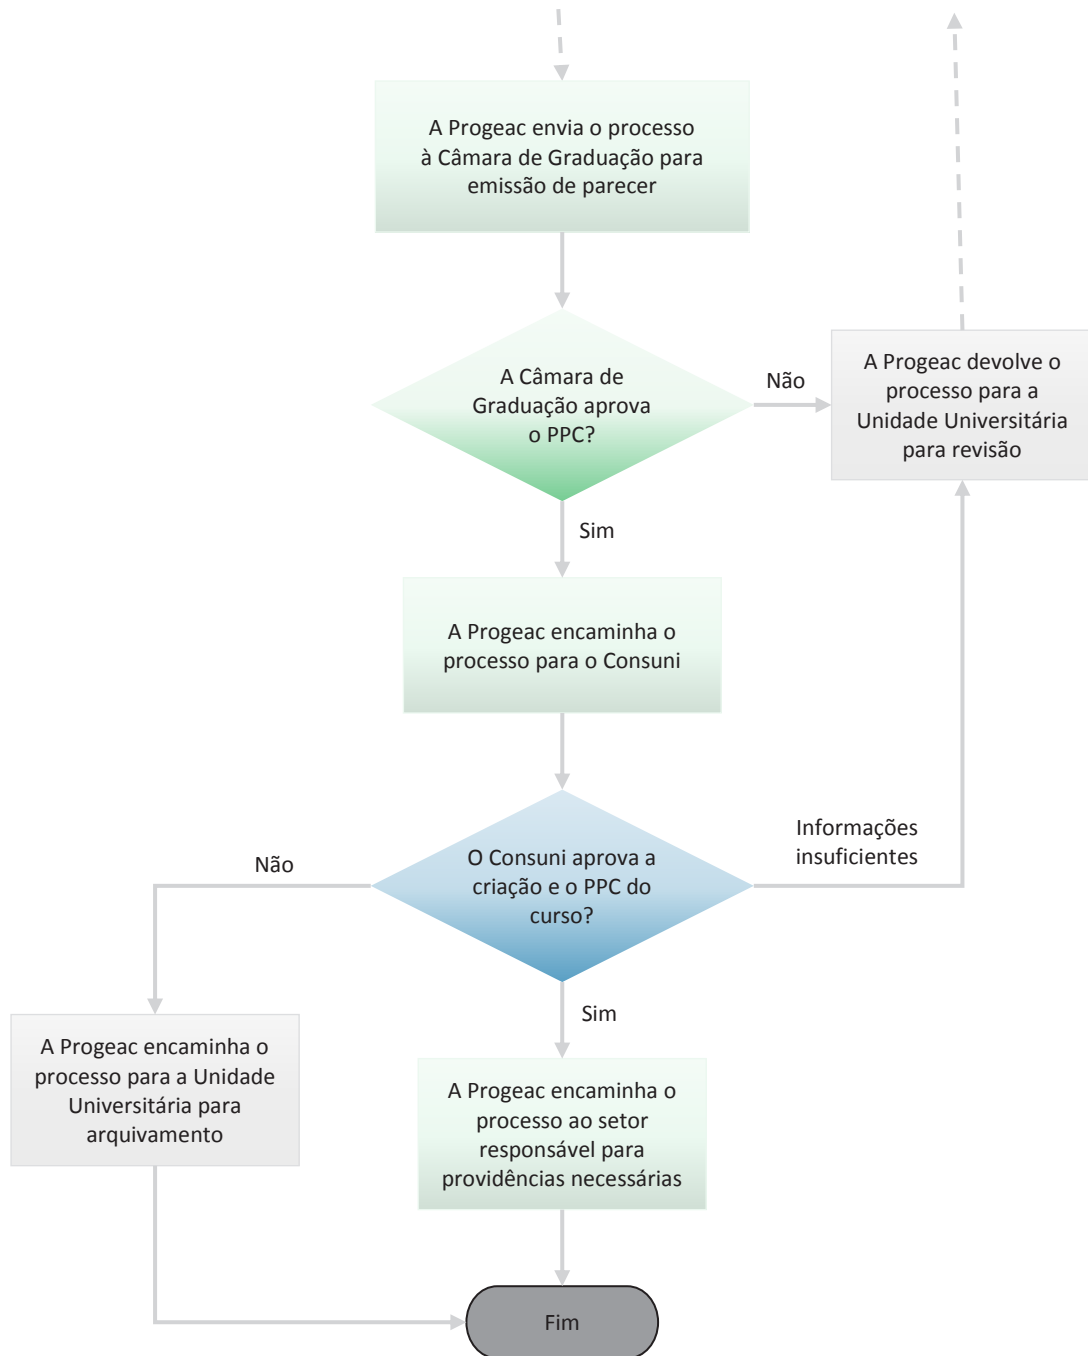 A Progeac envia o processo
à Câmara de Graduação para
emissão de parecer
A Câmara de
Graduação aprova
o PPC?
Não
A Progeac devolve o
processo para a
Unidade Universitária
para revisão
Sim
A Progeac encaminha o
processo para o Consuni
Informações
insuficientes
Não
O Consuni aprova a
criação e o PPC do
curso?
Sim
A Progeac encaminha o
processo para a Unidade
Universitária para
arquivamento
A Progeac encaminha o
processo ao setor
responsável para
providências necessárias
Fim